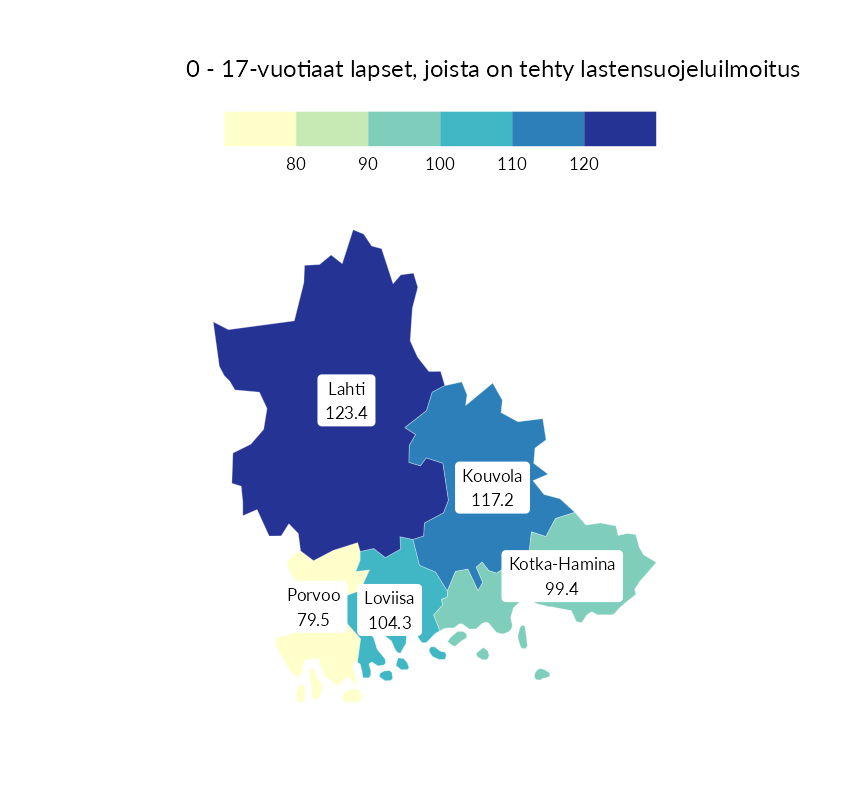 0 - 17-vuotiaat lapset, joista on tehty lastensuojeluilmoitus
80 90 100 110 120
Lahti
123.4
Kouvola
117.2
Kotka-Hamina
99.4
Porvoo
79.5
Loviisa
104.3